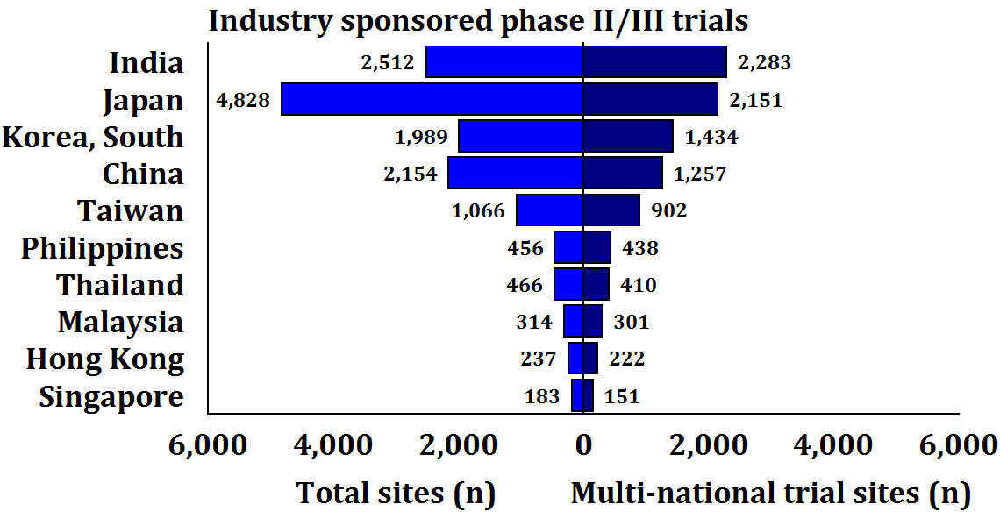 Industry sponsored phase II/III trials
India 2,512 2,283
Japan 4,828 2,151
Korea, South 1,989 1,434
China 2,154 1,257
Taiwan 1,066 902
Philippines 456 438
Thailand 466 410
Malaysia 314 301
Hong Kong 237 222
Singapore 183 151
6,000 4,000 2,000 0 2,000 4,000 6,000
Total sites (n) Multi-national trial sites (n)